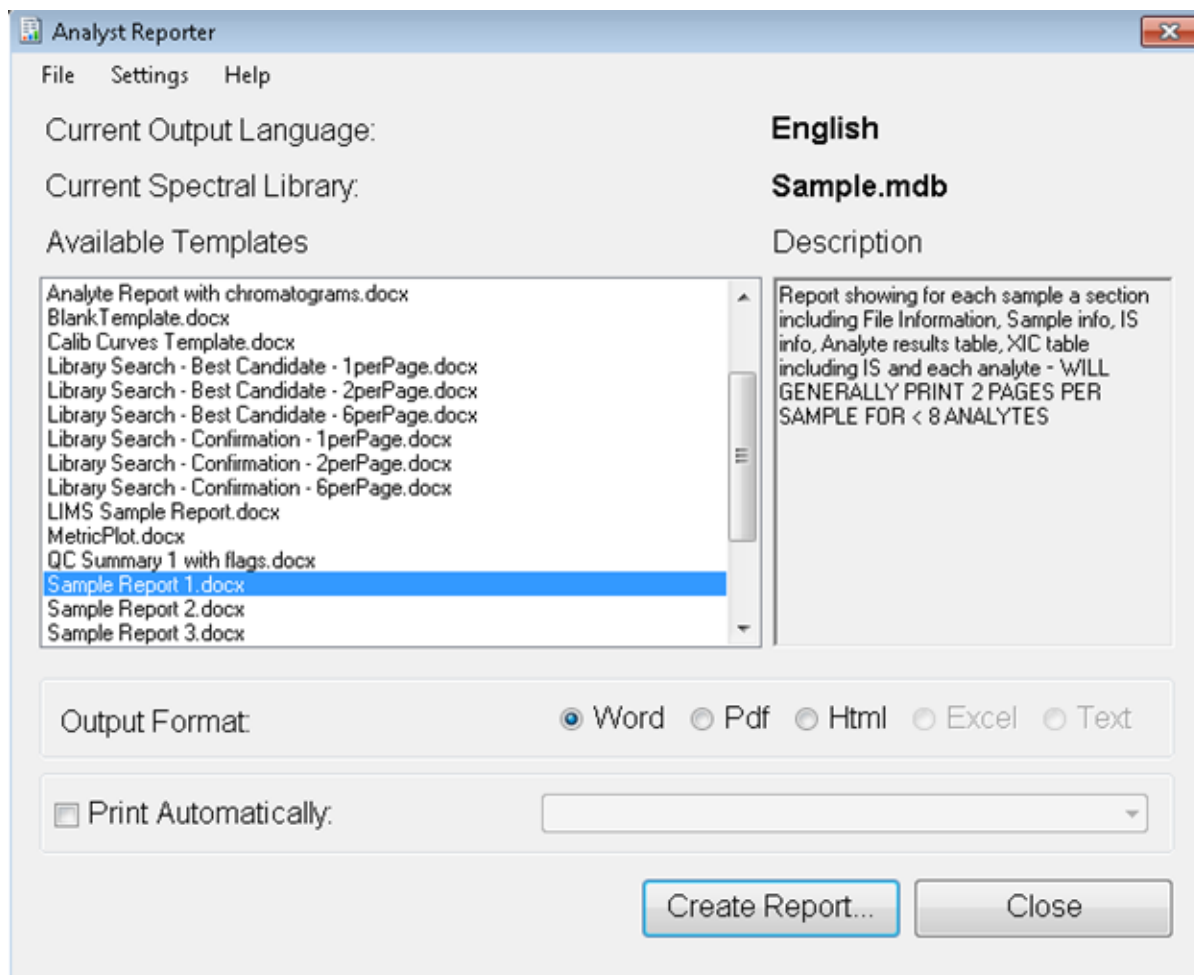 Analyst Reporter
File Settings Help
Current Output Language: English
Current Spectral Library: Sample.mdb
Available Templates Description
Analyte Report with chromatograms.docx
BlankTemplate.docx
Calib Curves Template.docx
Library Search - Best Candidate - 1perPage.docx
Library Search - Best Candidate - 2perPage.docx
Library Search - Best Candidate - 6perPage.docx
Library Search - Confirmation - 1perPage.docx
Library Search - Confirmation - 2perPage.docx
Library Search - Confirmation - 6perPage.docx
LIMS Sample Report.docx
MetricPlot.docx
QC Summary 1 with flags.docx
Sample Report 1.docx
Sample Report 2.docx
Sample Report 3.docx
Report showing for each sample a section
including File Information, Sample info, IS
info, Analyte results table, XIC table
including IS and each analyte - WILL
GENERALLY PRINT 2 PAGES PER
SAMPLE FOR < 8 ANALYTES
Output Format: Word Pdf Html Excel Text
Print Automatically:
Create Report... Close